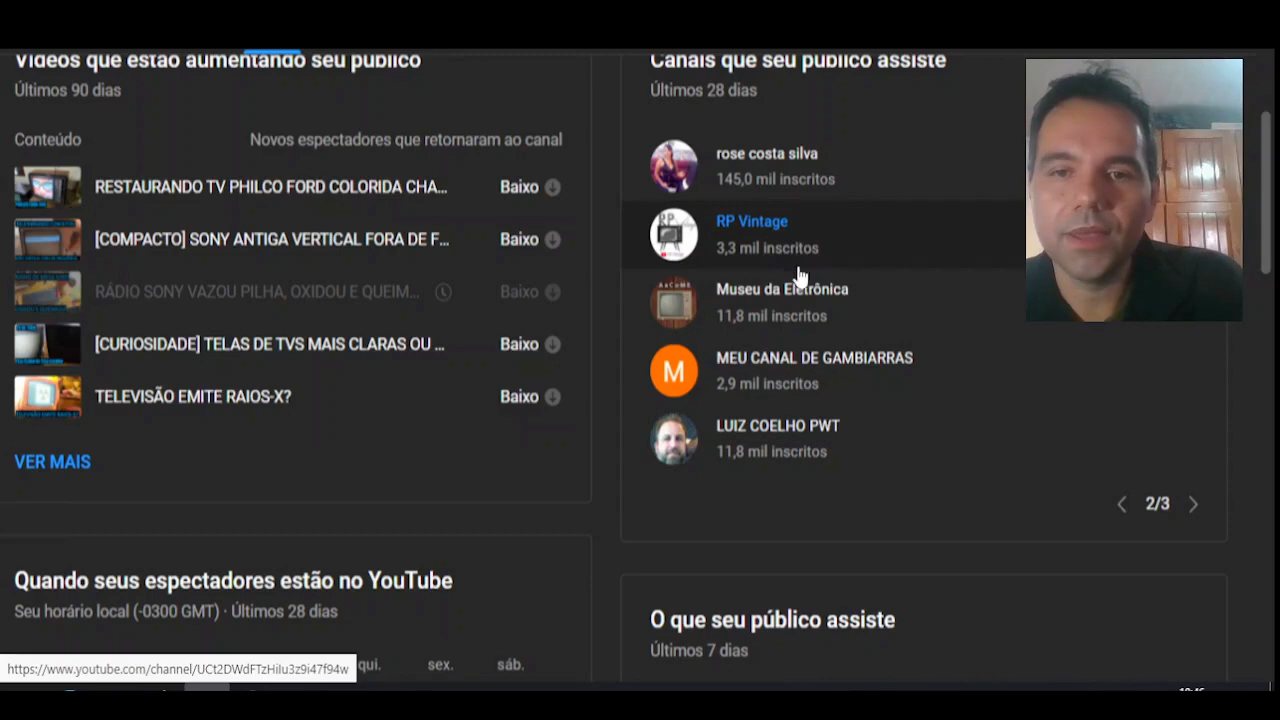 Vídeos que estão aumentando seu público
Últimos 90 dias
Conteúdo
Novos espectadores que retornaram ao canal
RESTAURANDO TV PHILCO FORD COLORIDA CHA...
Baixo
[COMPACTO] SONY ANTIGA VERTICAL FORA DE F...
Baixo
RÁDIO SONY VAZOU PILHA, OXIDOU E QUEIM...
Baixo
[CURIOSIDADE] TELAS DE TVS MAIS CLARAS OU ...
Baixo
TELEVISÃO EMITE RAIOS-X?
Baixo
VER MAIS
Canais que seu público assiste
Últimos 28 dias
rose costa silva
145,0 mil inscritos
RP
RP Vintage
3,3 mil inscritos
Museu da Eletrônica
11,8 mil inscritos
M
MEU CANAL DE GAMBIARRAS
2,9 mil inscritos
LUIZ COELHO PWT
11,8 mil inscritos
2/3
Quando seus espectadores estão no YouTube
Seu horário local (-0300 GMT) · Últimos 28 dias
qui. sex. sáb.
O que seu público assiste
Últimos 7 dias
https://www.youtube.com/channel/UCt2DWdFTzHiIu3z9i47f94w